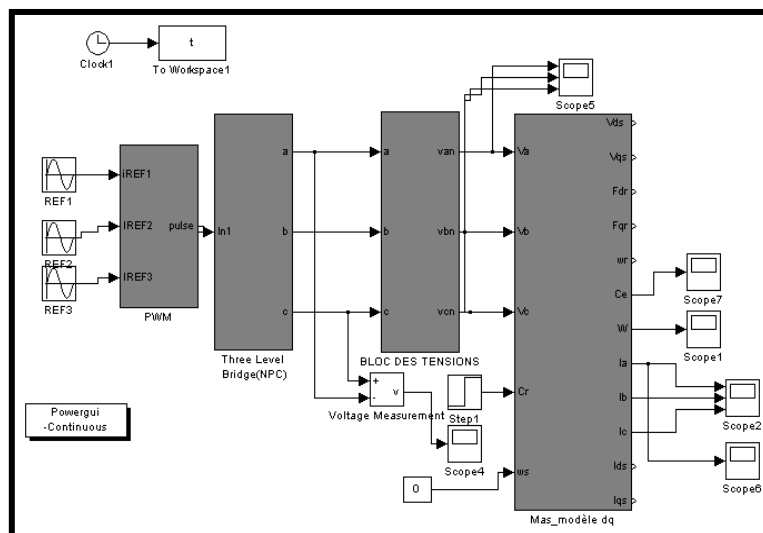 t
Clock1
To Workspace1
Scope5
REF1
REF2
REF3
iREF1
IREF2
IREF3
pulse
PWM
In1
a
b
c
Three Level
Bridge(NPC)
a
b
c
van
vbn
vcn
BLOC DES TENSIONS
+
-
v
Voltage Measurement
Scope4
Step1
0
Va
Vb
Vc
Cr
ws
Vds
Vqs
Fdr
Fqr
wr
Ce
W
Ia
Ib
Ic
Ids
Iqs
Mas_modèle dq
Scope7
Scope1
Scope2
Scope6
Powergui
-Continuous